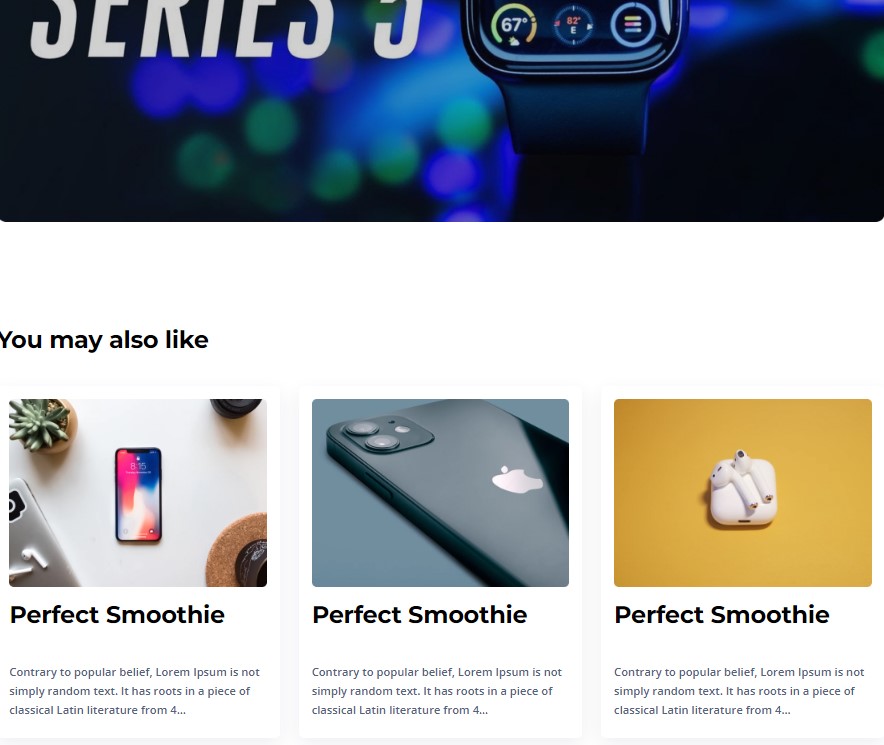 SERIES 5
67°
82°
E
You may also like
8:15
Perfect Smoothie
Perfect Smoothie
Perfect Smoothie
Contrary to popular belief, Lorem Ipsum is not
simply random text. It has roots in a piece of
classical Latin literature from 4...
Contrary to popular belief, Lorem Ipsum is not
simply random text. It has roots in a piece of
classical Latin literature from 4...
Contrary to popular belief, Lorem Ipsum is not
simply random text. It has roots in a piece of
classical Latin literature from 4...